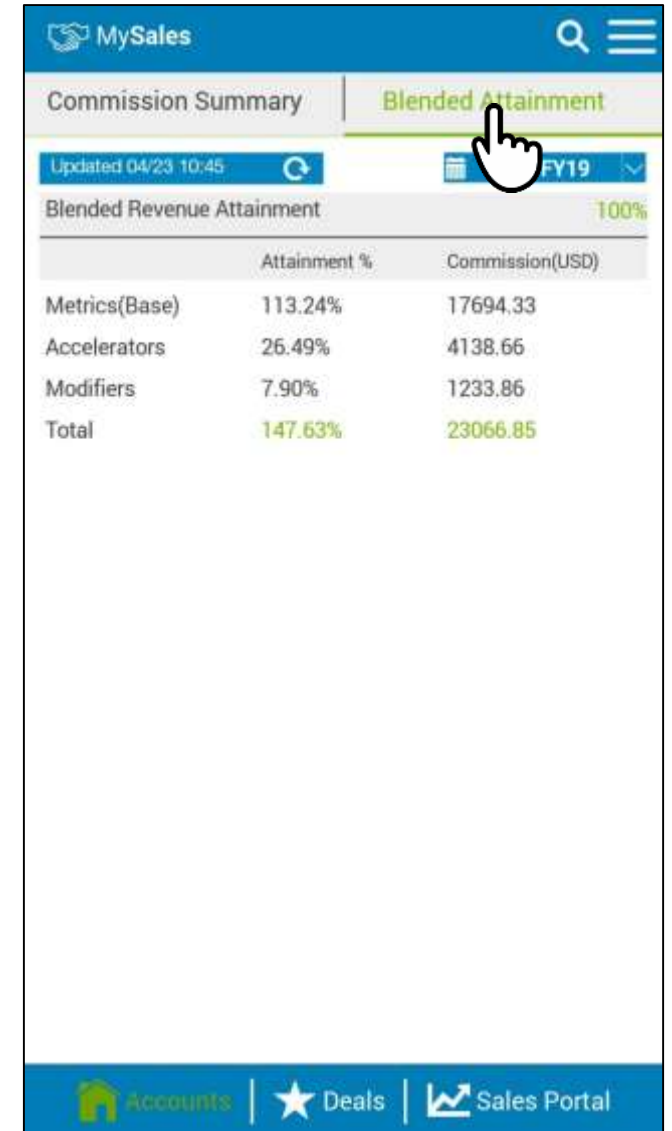 MySales
Commission Summary Blended Attainment
Updated 04/23 10:45 FY19
Blended Revenue Attainment 100%
Attainment % Commission(USD)
Metrics(Base) 113.24% 17694.33
Accelerators 26.49% 4138.66
Modifiers 7.90% 1233.86
Total 147.63% 23066.85
Accounts Deals Sales Portal